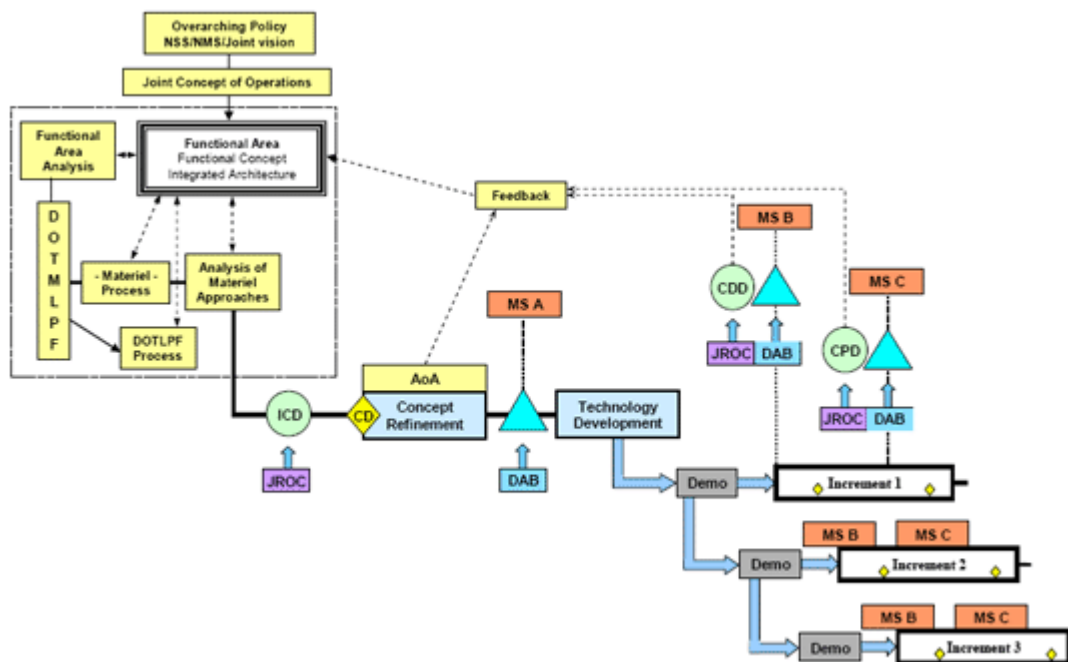 Overarching Policy
NSS/NMS/Joint vision
Joint Concept of Operations
Functional
Area
Analysis
Functional Area
Functional Concept
Integrated Architecture
Feedback
D
O
T
M
L
P
F
- Materiel -
Process
Analysis of
Materiel
Approaches
DOTLPF
Process
MS B
CDD
JROC
DAB
MS C
CPD
JROC
DAB
MS A
ICD
JROC
CD
AoA
Concept
Refinement
DAB
Technology
Development
Demo
Increment 1
MS B
MS C
Demo
Increment 2
MS B
MS C
Demo
Increment 3